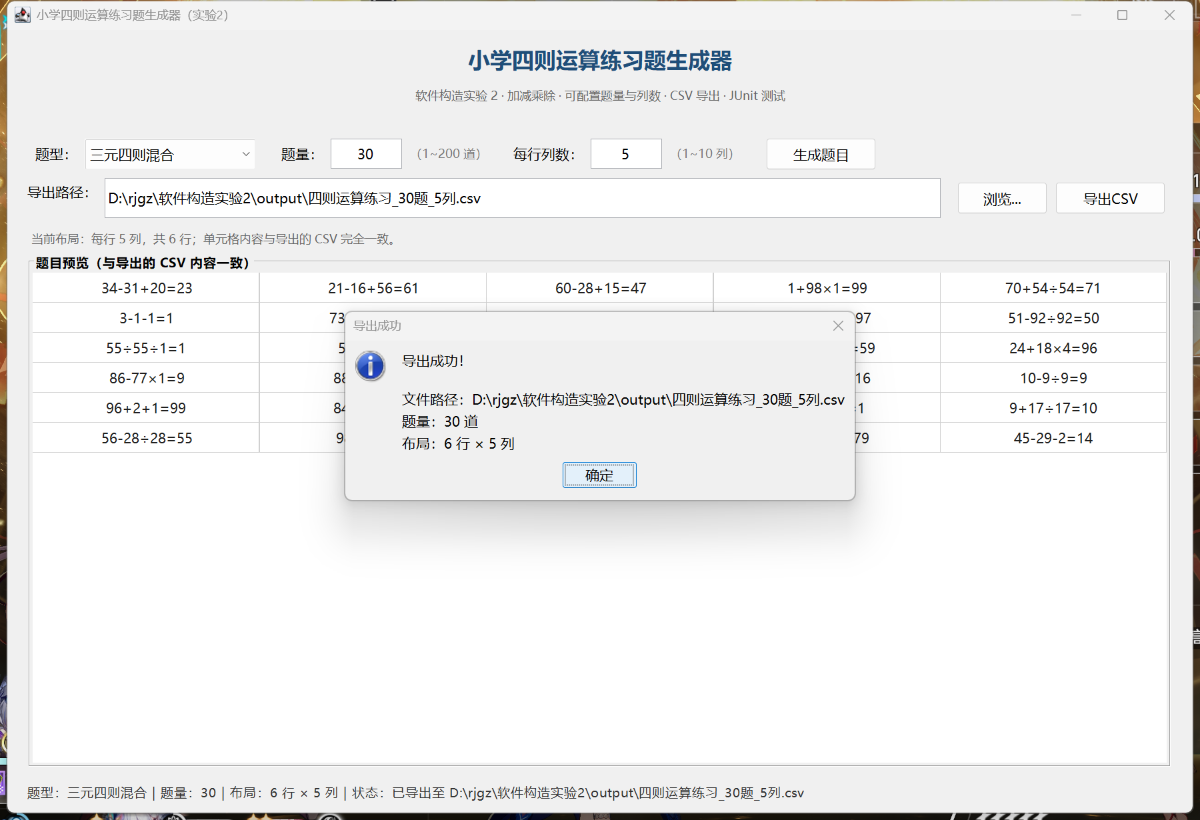 小学四则运算练习题生成器（实验2）
小学四则运算练习题生成器
软件构造实验 2 · 加减乘除 · 可配置题量与列数 · CSV 导出 · JUnit 测试
题型： 三元四则混合 题量： 30 (1~200 道) 每行列数： 5 (1~10 列) 生成题目
导出路径： D:\rjgz\软件构造实验2\output\四则运算练习_30题_5列.csv 浏览... 导出CSV
当前布局：每行 5 列，共 6 行；单元格内容与导出的 CSV 完全一致。
题目预览（与导出的 CSV 内容一致）
34-31+20=23 21-16+56=61 60-28+15=47 1+98×1=99 70+54÷54=71
3-1-1=1 73 97 51-92÷92=50
55÷55÷1=1 5 =59 24+18×4=96
86-77×1=9 88 16 10-9÷9=9
96+2+1=99 84 =1 9+17÷17=10
56-28÷28=55 9 79 45-29-2=14
导出成功
导出成功！
文件路径：D:\rjgz\软件构造实验2\output\四则运算练习_30题_5列.csv
题量：30 道
布局：6 行 × 5 列
确定
题型：三元四则混合 | 题量：30 | 布局：6 行 × 5 列 | 状态：已导出至 D:\rjgz\软件构造实验2\output\四则运算练习_30题_5列.csv